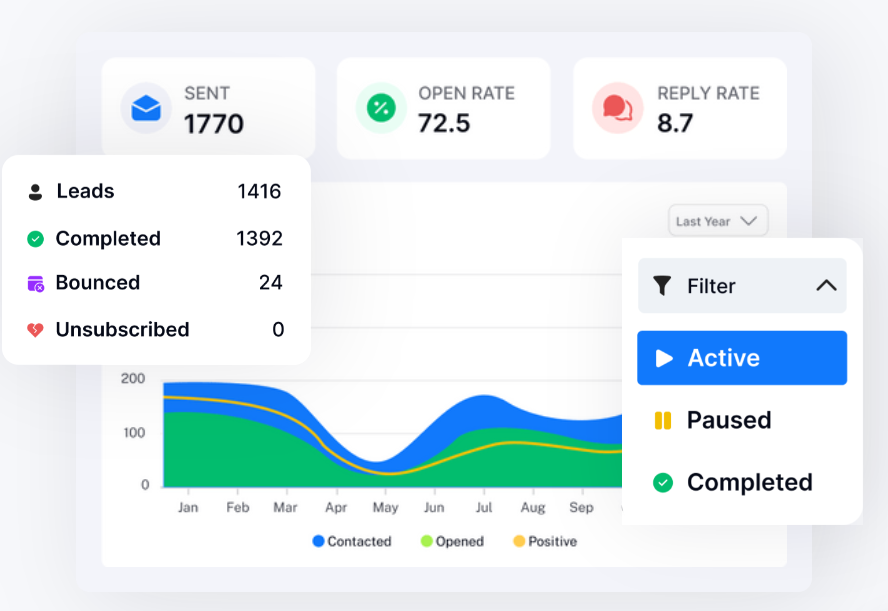 SENT
1770
OPEN RATE
72.5
REPLY RATE
8.7
Leads 1416
Completed 1392
Bounced 24
Unsubscribed 0
Last Year
Filter
Active
Paused
Completed
200
100
0
Jan Feb Mar Apr May Jun Jul Aug Sep
Contacted Opened Positive